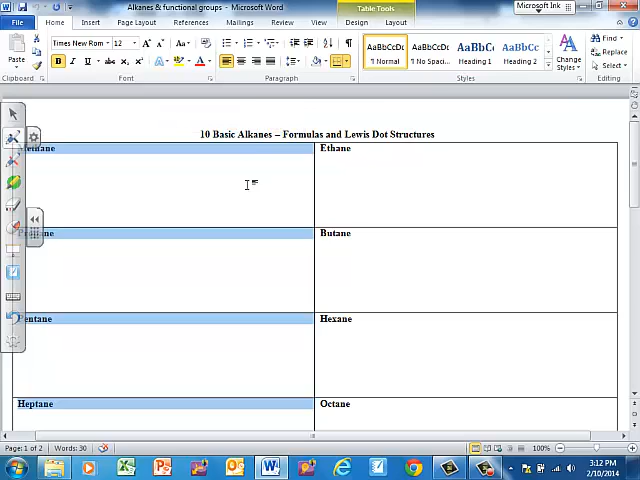 Alkanes & functional groups - Microsoft Word
Table Tools
Microsoft Ink
File Home Insert Page Layout References Mailings Review View Design Layout
Times New Rom 12
Paste
AaBbCcDc AaBbCcDc AaBbCc AaBbCc
¶ Normal ¶ No Spaci... Heading 1 Heading 2
Change Styles
Find
Replace
Select
Clipboard Font Paragraph Styles Editing
10 Basic Alkanes – Formulas and Lewis Dot Structures
Methane Ethane
Propane Butane
Pentane Hexane
Heptane Octane
Page: 1 of 2 Words: 30 100%
3:12 PM
2/10/2014